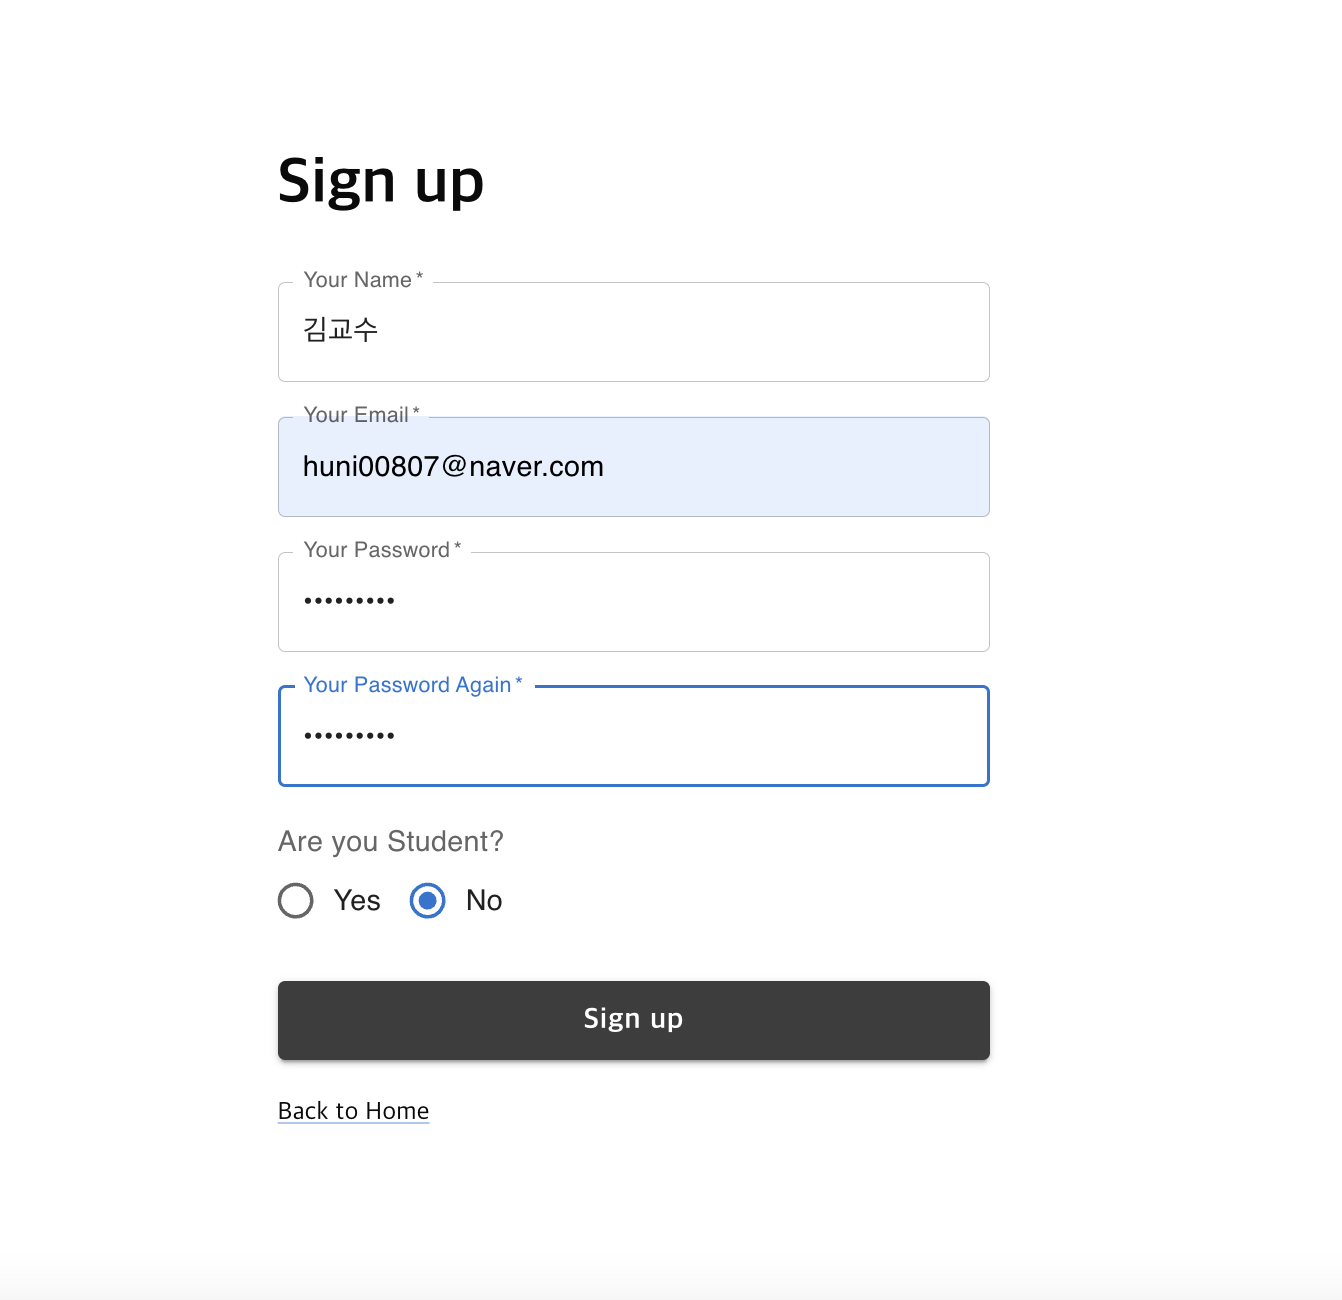 Sign up
Your Name *
김교수
Your Email *
huni00807@naver.com
Your Password *
•••••••••
Your Password Again *
•••••••••
Are you Student?
Yes No
Sign up
Back to Home